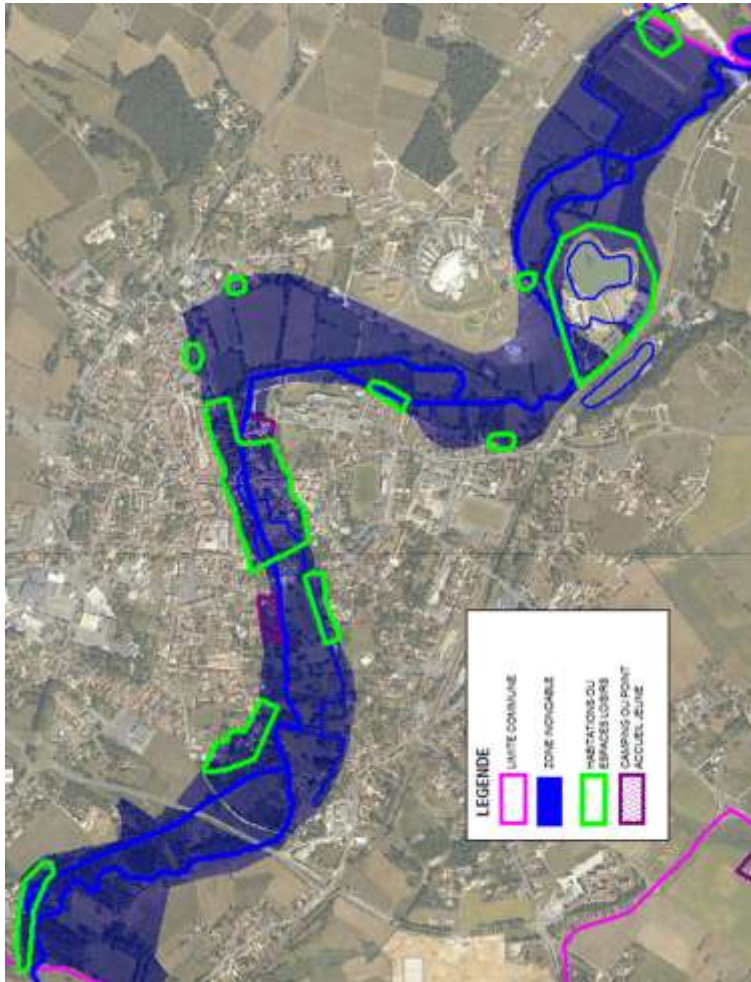 LEGENDE
LIMITE COMMUNE
ZONE INONDABLE
HABITATIONS OU
ESPACES LOISIRS
CAMPING OU POINT
ACCUEIL JEUNE